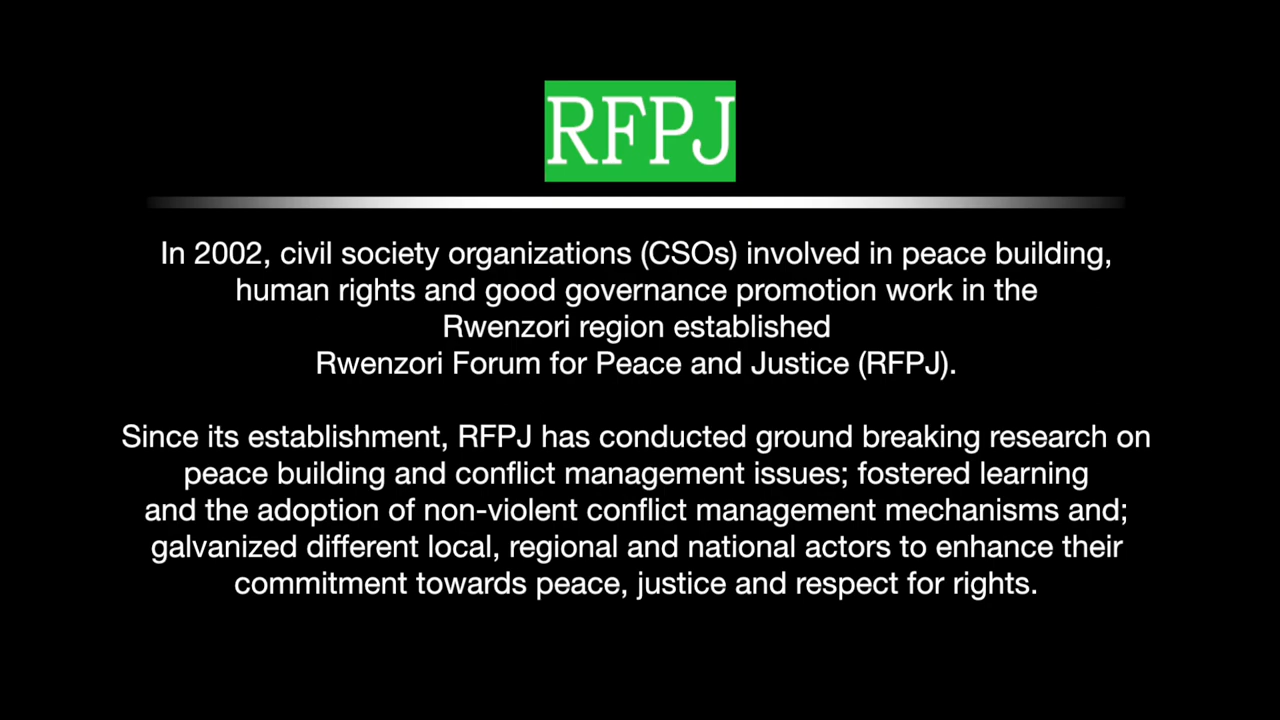 RFPJ
In 2002, civil society organizations (CSOs) involved in peace building,
human rights and good governance promotion work in the
Rwenzori region established
Rwenzori Forum for Peace and Justice (RFPJ).
Since its establishment, RFPJ has conducted ground breaking research on
peace building and conflict management issues; fostered learning
and the adoption of non-violent conflict management mechanisms and;
galvanized different local, regional and national actors to enhance their
commitment towards peace, justice and respect for rights.